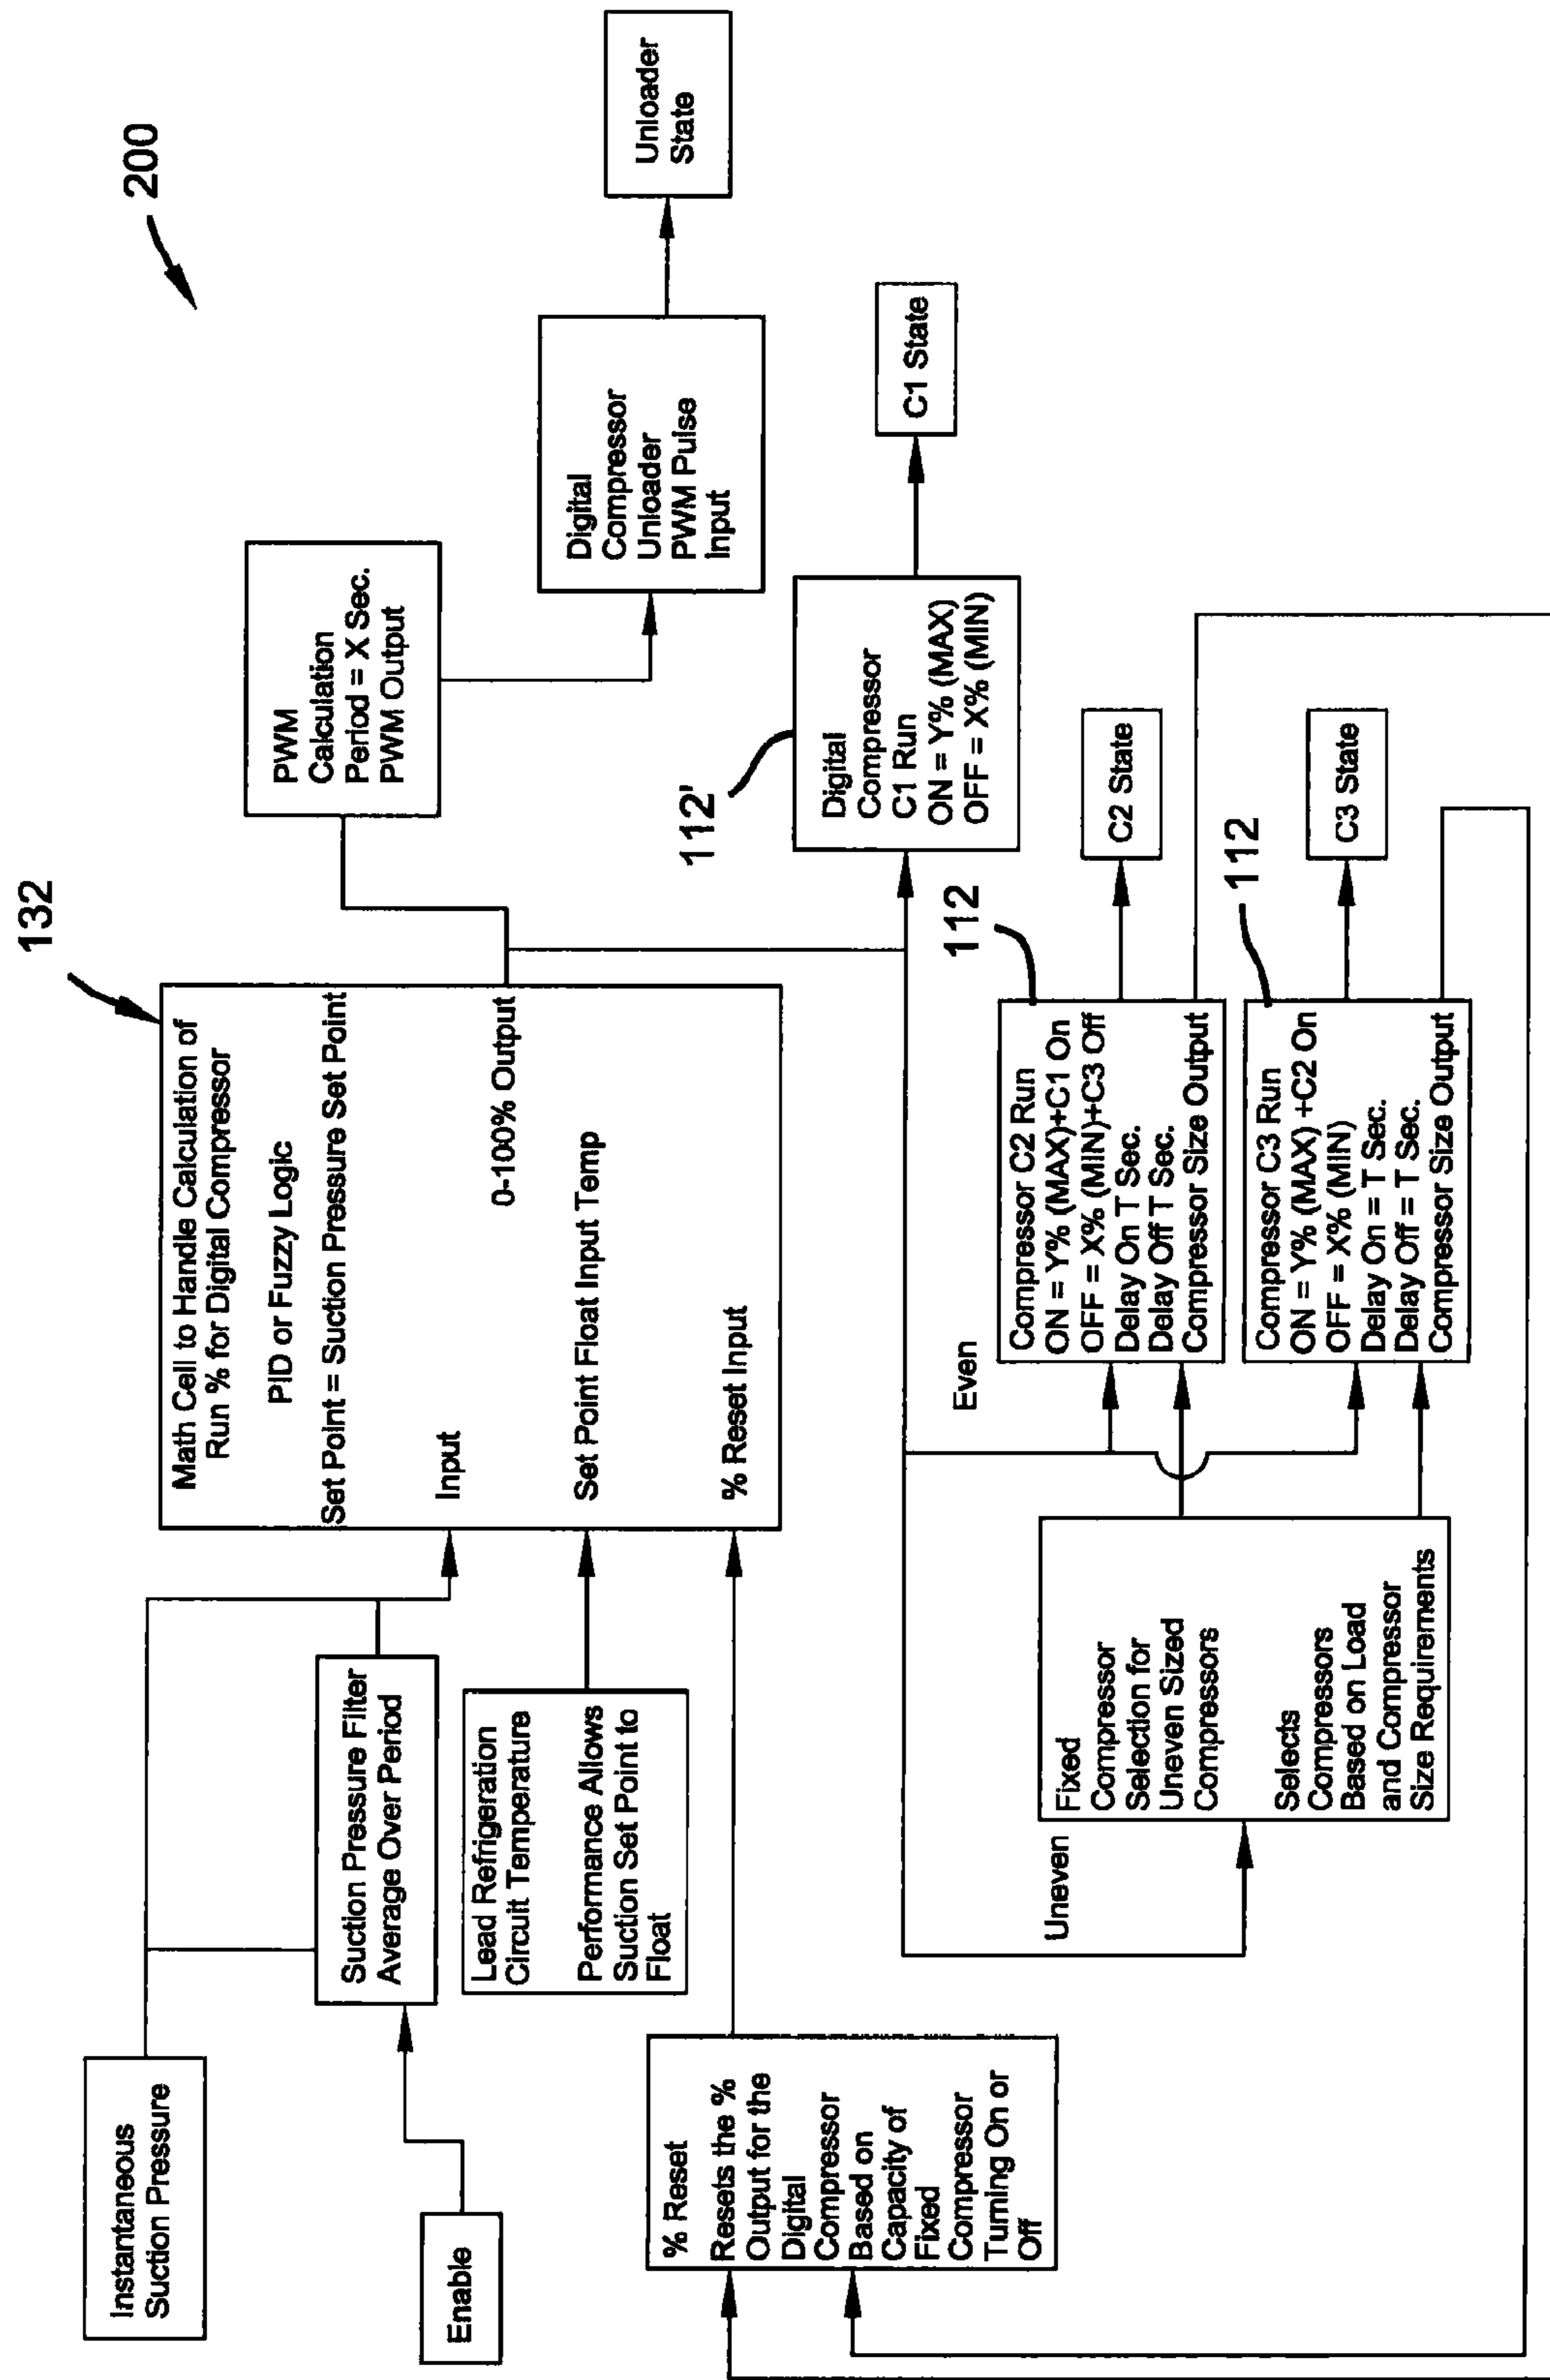 200
132
Instantaneous
Suction Pressure
Enable
Suction Pressure Filter
Average Over Period
Lead Refrigeration
Circuit Temperature
Performance Allows
Suction Set Point to
Float
% Reset
Resets the %
Output for the
Digital
Compressor
Based on
Capacity of
Fixed
Compressor
Turning On or
Off
Math Cell to Handle Calculation of
Run % for Digital Compressor
PID or Fuzzy Logic
Set Point = Suction Pressure Set Point
Input
0-100% Output
Set Point Float Input Temp
% Reset Input
PWM
Calculation
Period = X Sec.
PWM Output
Digital
Compressor
Unloader
PWM Pulse
Input
Unloader
State
112'
Digital
Compressor
C1 Run
ON = Y% (MAX)
OFF = X% (MIN)
C1 State
Uneven
Fixed
Compressor
Selection for
Uneven Sized
Compressors
Selects
Compressors
Based on Load
and Compressor
Size Requirements
Even
112
Compressor C2 Run
ON = Y% (MAX)+C1 On
OFF = X% (MIN)+C3 Off
Delay On T Sec.
Delay Off T Sec.
Compressor Size Output
C2 State
112
Compressor C3 Run
ON = Y% (MAX) +C2 On
OFF = X% (MIN)
Delay On = T Sec.
Delay Off = T Sec.
Compressor Size Output
C3 State